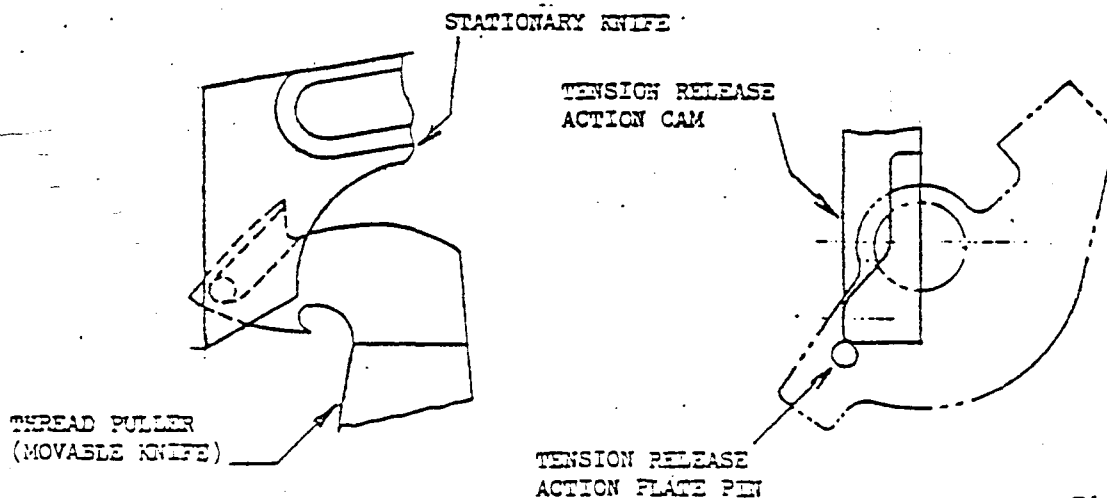 STATIONARY KNIFE
TENSION RELEASE
ACTION CAM
THREAD PULLER
(MOVABLE KNIFE)
TENSION RELEASE
ACTION PLATE PIN